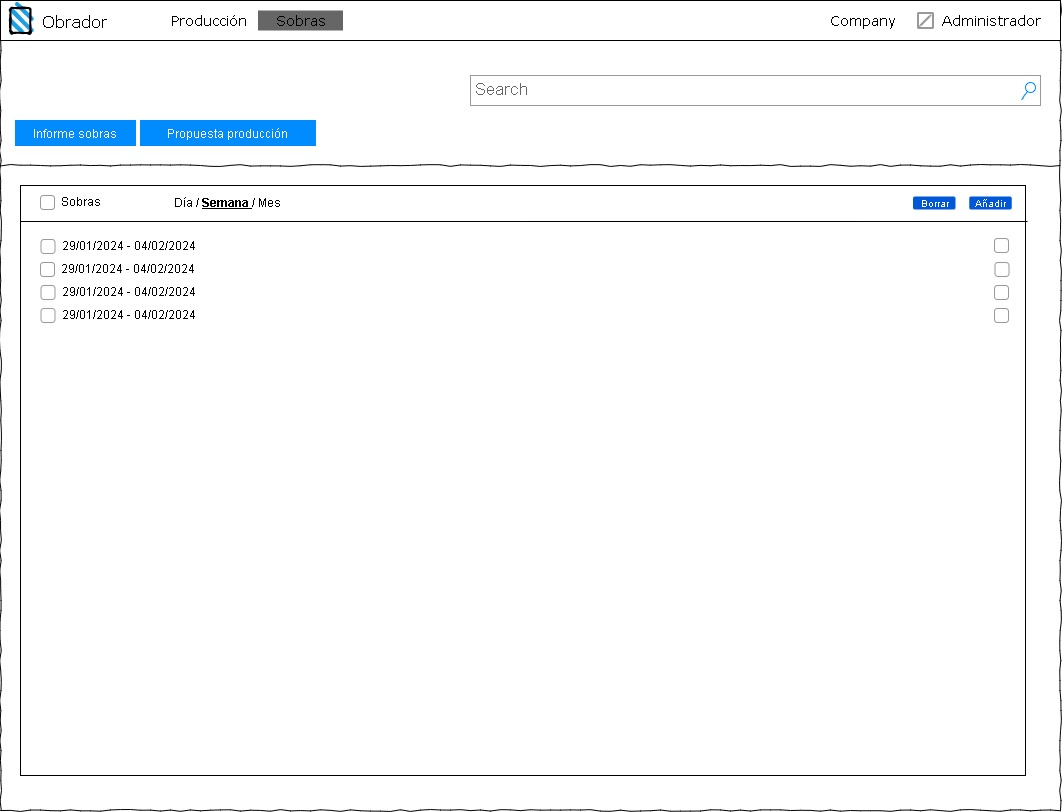 Obrador Producción Sobras Company Administrador
Search
Informe sobras Propuesta producción
Sobras Día / Semana / Mes Borrar Añadir
29/01/2024 - 04/02/2024
29/01/2024 - 04/02/2024
29/01/2024 - 04/02/2024
29/01/2024 - 04/02/2024